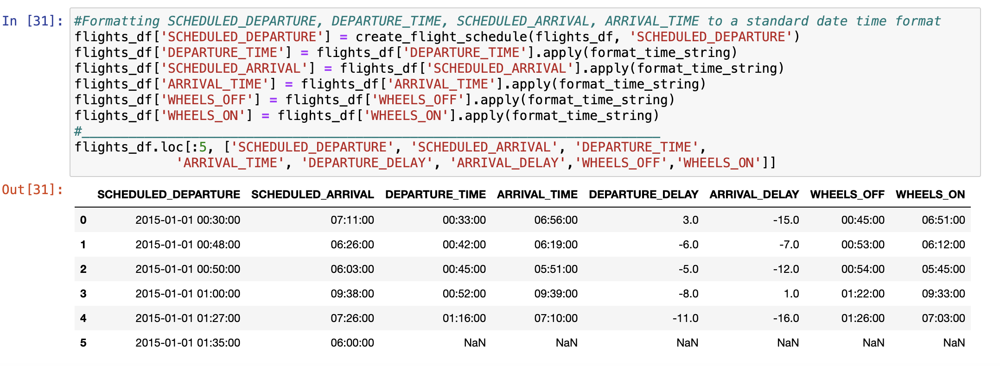 In [31]: #Formatting SCHEDULED_DEPARTURE, DEPARTURE_TIME, SCHEDULED_ARRIVAL, ARRIVAL_TIME to a standard date time format
flights_df['SCHEDULED_DEPARTURE'] = create_flight_schedule(flights_df, 'SCHEDULED_DEPARTURE')
flights_df['DEPARTURE_TIME'] = flights_df['DEPARTURE_TIME'].apply(format_time_string)
flights_df['SCHEDULED_ARRIVAL'] = flights_df['SCHEDULED_ARRIVAL'].apply(format_time_string)
flights_df['ARRIVAL_TIME'] = flights_df['ARRIVAL_TIME'].apply(format_time_string)
flights_df['WHEELS_OFF'] = flights_df['WHEELS_OFF'].apply(format_time_string)
flights_df['WHEELS_ON'] = flights_df['WHEELS_ON'].apply(format_time_string)
#__________________________________________________________________________
flights_df.loc[:5, ['SCHEDULED_DEPARTURE', 'SCHEDULED_ARRIVAL', 'DEPARTURE_TIME',
'ARRIVAL_TIME', 'DEPARTURE_DELAY', 'ARRIVAL_DELAY','WHEELS_OFF','WHEELS_ON']]
Out[31]:
SCHEDULED_DEPARTURE SCHEDULED_ARRIVAL DEPARTURE_TIME ARRIVAL_TIME DEPARTURE_DELAY ARRIVAL_DELAY WHEELS_OFF WHEELS_ON
0 2015-01-01 00:30:00 07:11:00 00:33:00 06:56:00 3.0 -15.0 00:45:00 06:51:00
1 2015-01-01 00:48:00 06:26:00 00:42:00 06:19:00 -6.0 -7.0 00:53:00 06:12:00
2 2015-01-01 00:50:00 06:03:00 00:45:00 05:51:00 -5.0 -12.0 00:54:00 05:45:00
3 2015-01-01 01:00:00 09:38:00 00:52:00 09:39:00 -8.0 1.0 01:22:00 09:33:00
4 2015-01-01 01:27:00 07:26:00 01:16:00 07:10:00 -11.0 -16.0 01:26:00 07:03:00
5 2015-01-01 01:35:00 06:00:00 NaN NaN NaN NaN NaN NaN